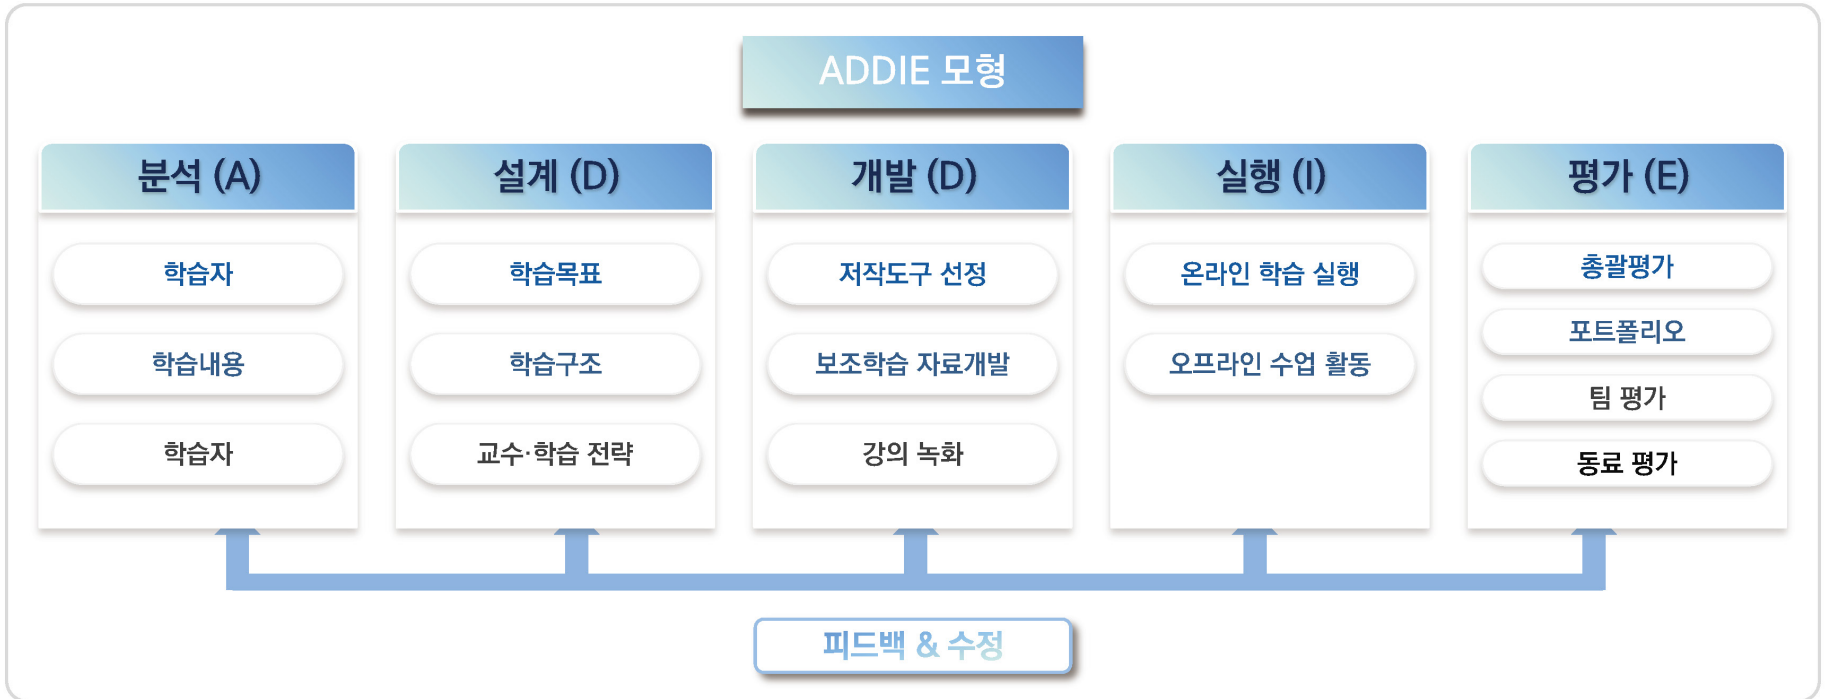 ADDIE 모형
분석 (A)
학습자
학습내용
학습자
설계 (D)
학습목표
학습구조
교수·학습 전략
개발 (D)
저작도구 선정
보조학습 자료개발
강의 녹화
실행 (I)
온라인 학습 실행
오프라인 수업 활동
평가 (E)
총괄평가
포트폴리오
팀 평가
동료 평가
피드백 & 수정